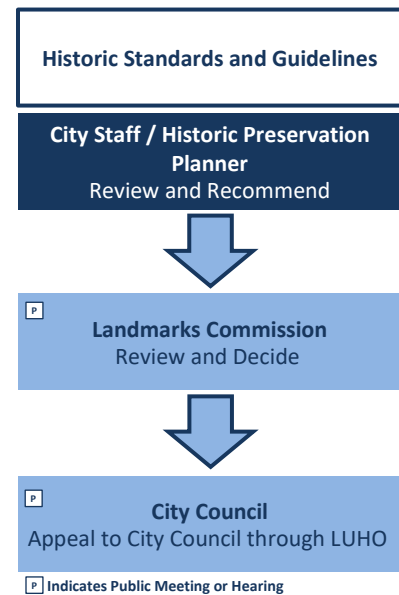 Historic Standards and Guidelines
City Staff / Historic Preservation
Planner
Review and Recommend
P
Landmarks Commission
Review and Decide
P
City Council
Appeal to City Council through LUHO
P Indicates Public Meeting or Hearing